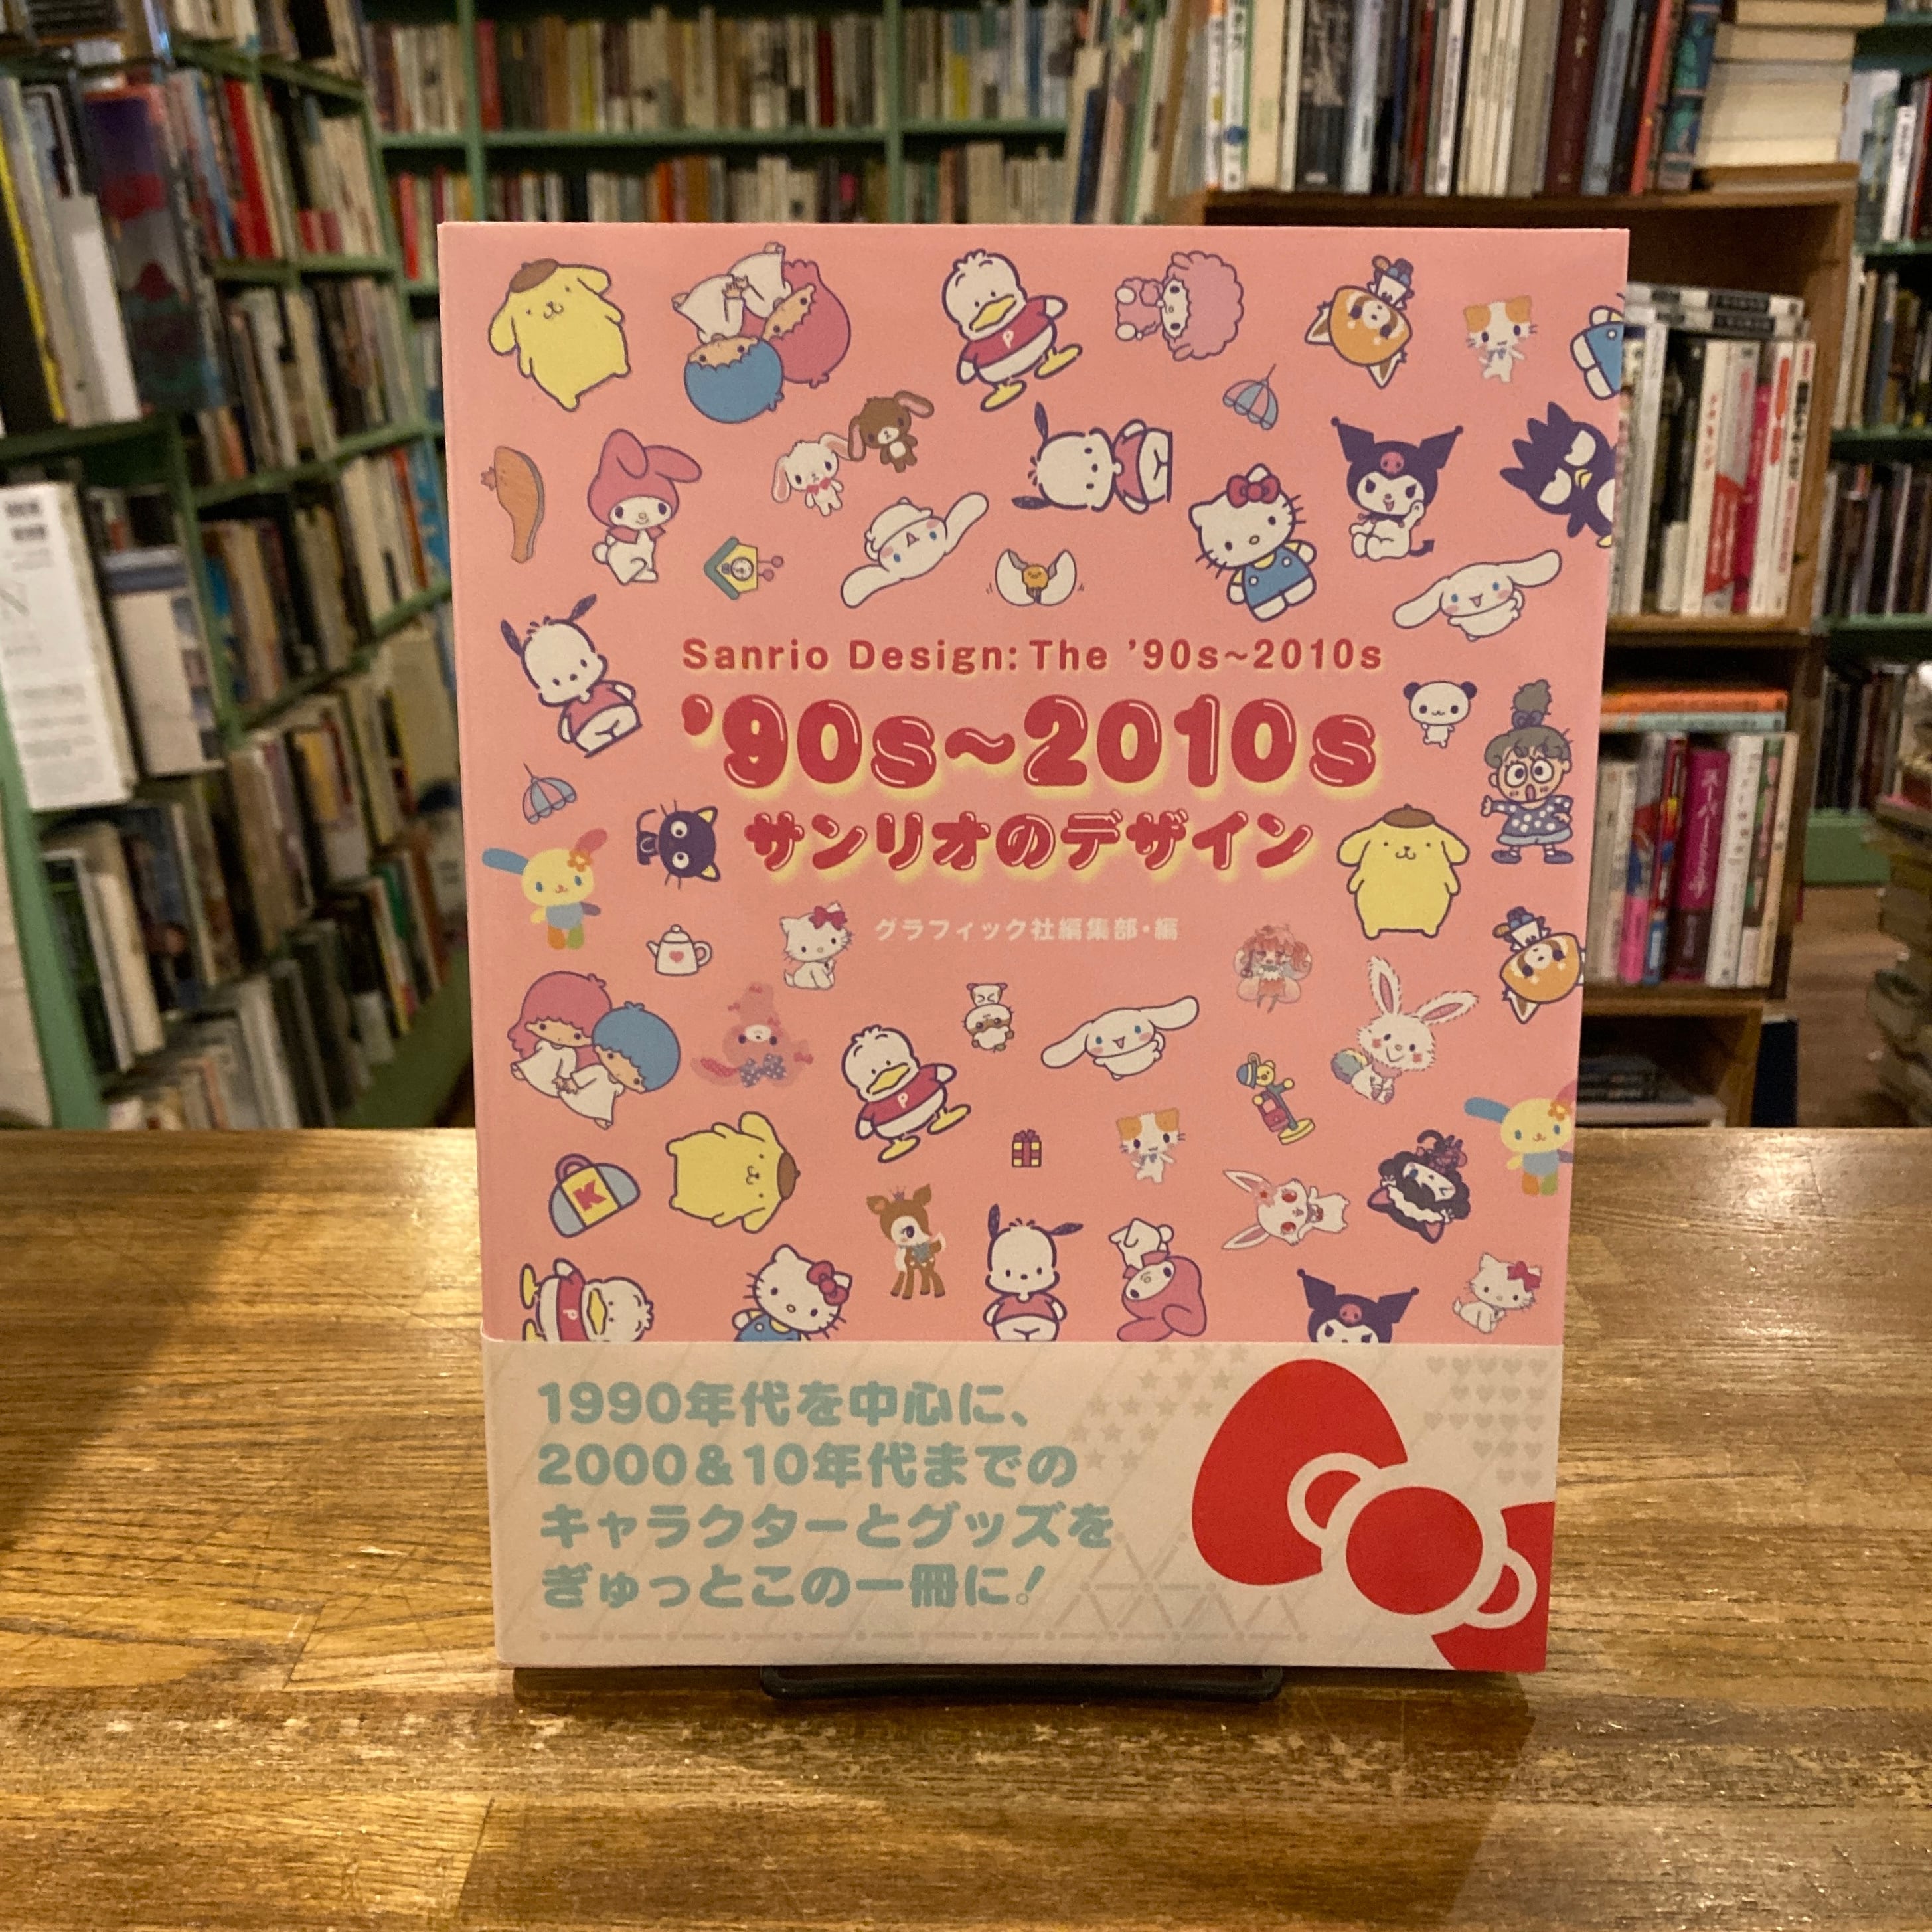 Sanrio Design: The ’90s~2010s
’90s~2010s
サンリオのデザイン
グラフィック社編集部・編
1990年代を中心に、
2000&10年代までの
キャラクターとグッズを
ぎゅっとこの一冊に!
P
P
K
P